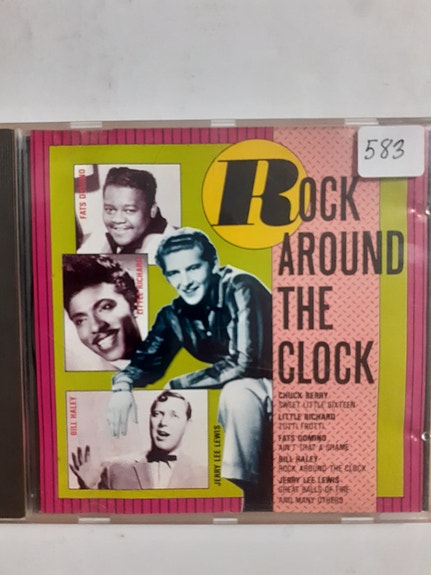 583
ROCK
AROUND
THE
CLOCK
FATS DOMINO
LITTLE RICHARD
BILL HALEY
JERRY LEE LEWIS
CHUCK BERRY
SWEET LITTLE SIXTEEN
LITTLE RICHARD
TUTTI FRUTTI
FATS DOMINO
AIN'T THAT A SHAME
BILL HALEY
ROCK AROUND THE CLOCK
JERRY LEE LEWIS
GREAT BALLS OF FIRE
AND MANY OTHERS